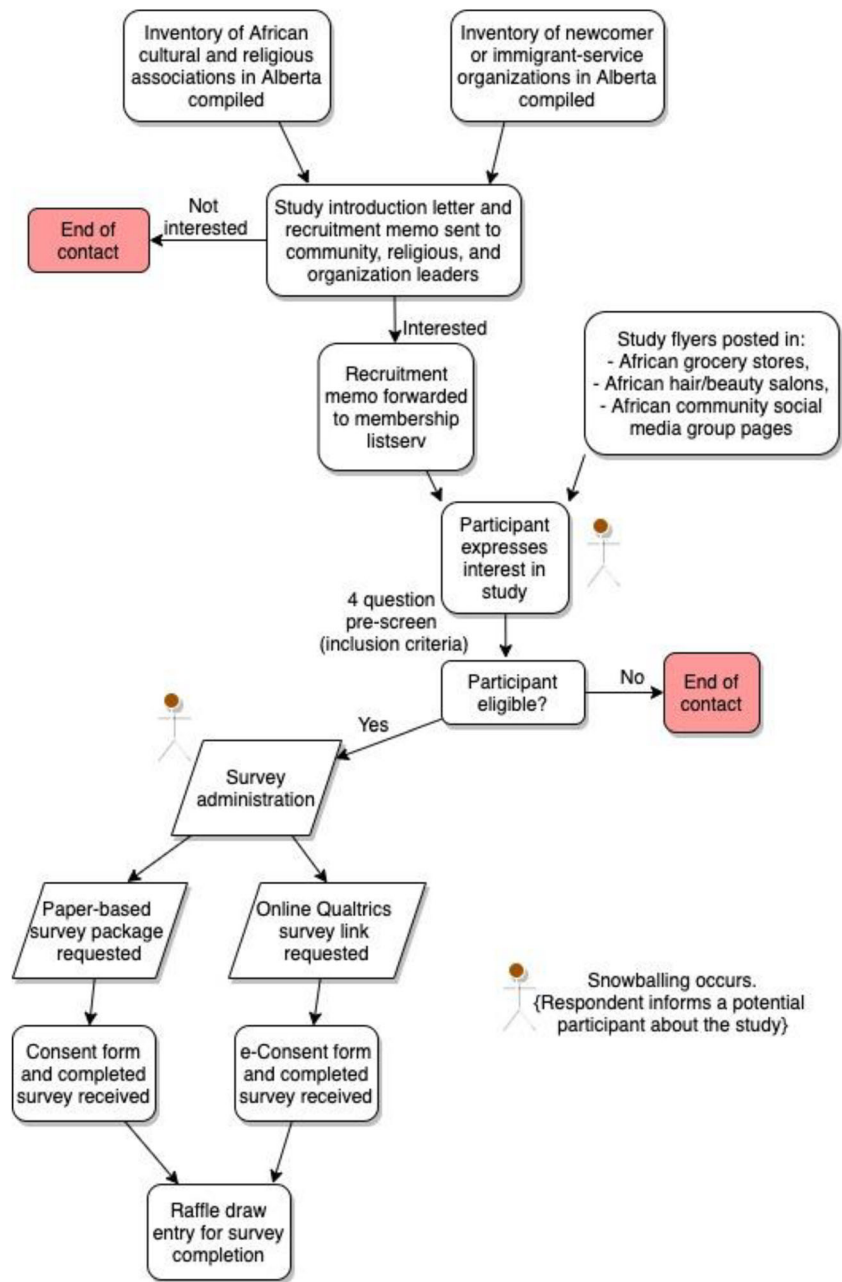 Inventory of African
cultural and religious
associations in Alberta
compiled
Inventory of newcomer
or immigrant-service
organizations in Alberta
compiled
Not
interested
End of
contact
Study introduction letter and
recruitment memo sent to
community, religious, and
organization leaders
Interested
Recruitment
memo forwarded
to membership
listserv
Study flyers posted in:
- African grocery stores,
- African hair/beauty salons,
- African community social
media group pages
Participant
expresses
interest in
study
4 question
pre-screen
(inclusion criteria)
Participant
eligible?
No
End of
contact
Yes
Survey
administration
Paper-based
survey package
requested
Online Qualtrics
survey link
requested
Snowballing occurs.
{Respondent informs a potential
participant about the study}
Consent form
and completed
survey received
e-Consent form
and completed
survey received
Raffle draw
entry for survey
completion